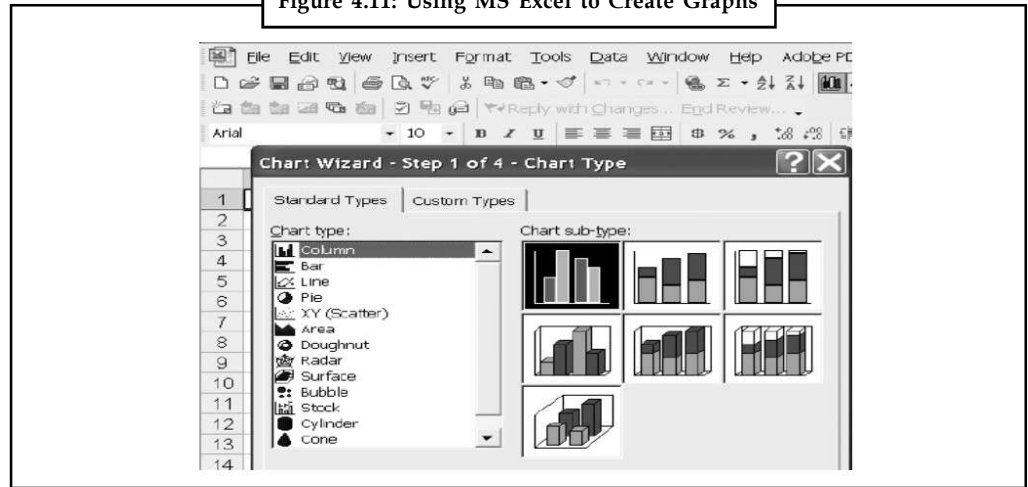 Figure 4.11: Using MS Excel to Create Graphs
File Edit View Insert Format Tools Data Window Help Adobe PD
Reply with Changes... End Review...
Arial 10 B I U
Chart Wizard - Step 1 of 4 - Chart Type
Standard Types Custom Types
Chart type:
Column
Bar
Line
Pie
XY (Scatter)
Area
Doughnut
Radar
Surface
Bubble
Stock
Cylinder
Cone
Chart sub-type:
1
2
3
4
5
6
7
8
9
10
11
12
13
14